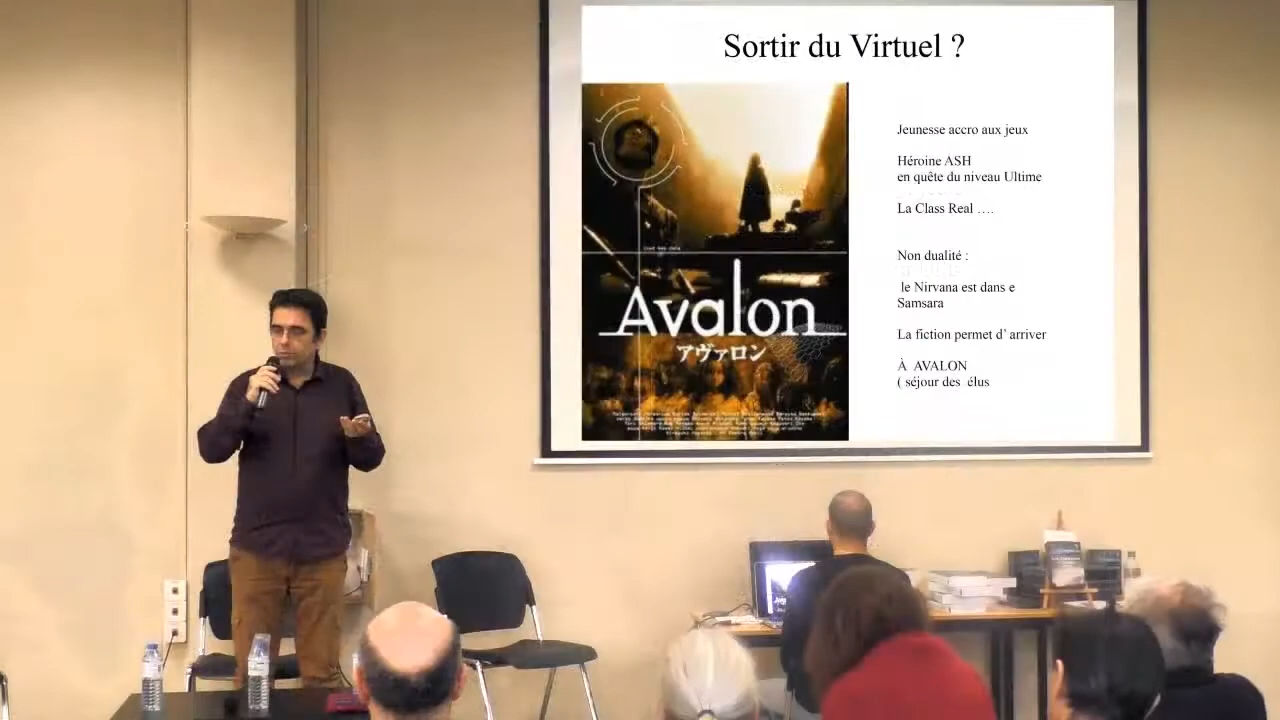 Sortir du Virtuel ?
Jeunesse accro aux jeux
Héroine ASH
en quête du niveau Ultime
La Class Real ….
Non dualité :
le Nirvana est dans e
Samsara
La fiction permet d' arriver
À AVALON
( séjour des élus
Avalon
アヴァロン